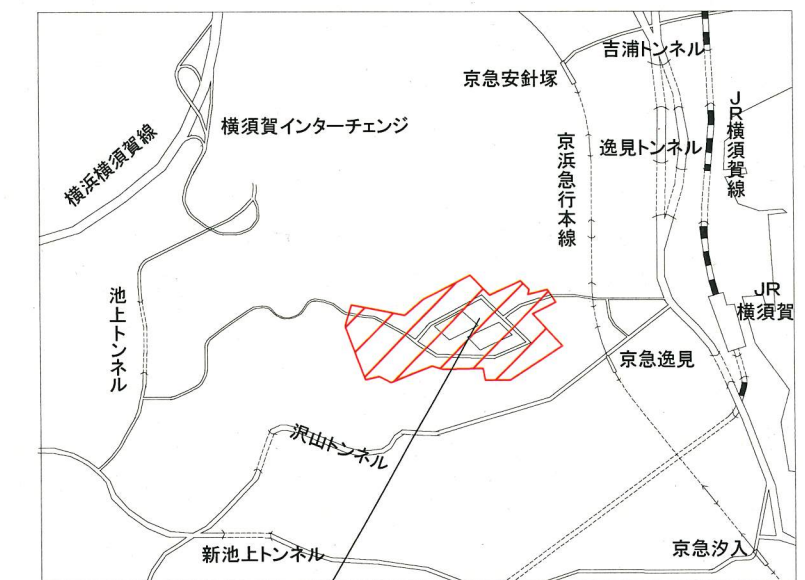 吉浦トンネル
京急安針塚
JR横須賀線
横須賀インターチェンジ
横浜横須賀線
京浜急行本線
逸見トンネル
池上トンネル
JR
横須賀
京急逸見
沢山トンネル
新池上トンネル
京急汐入